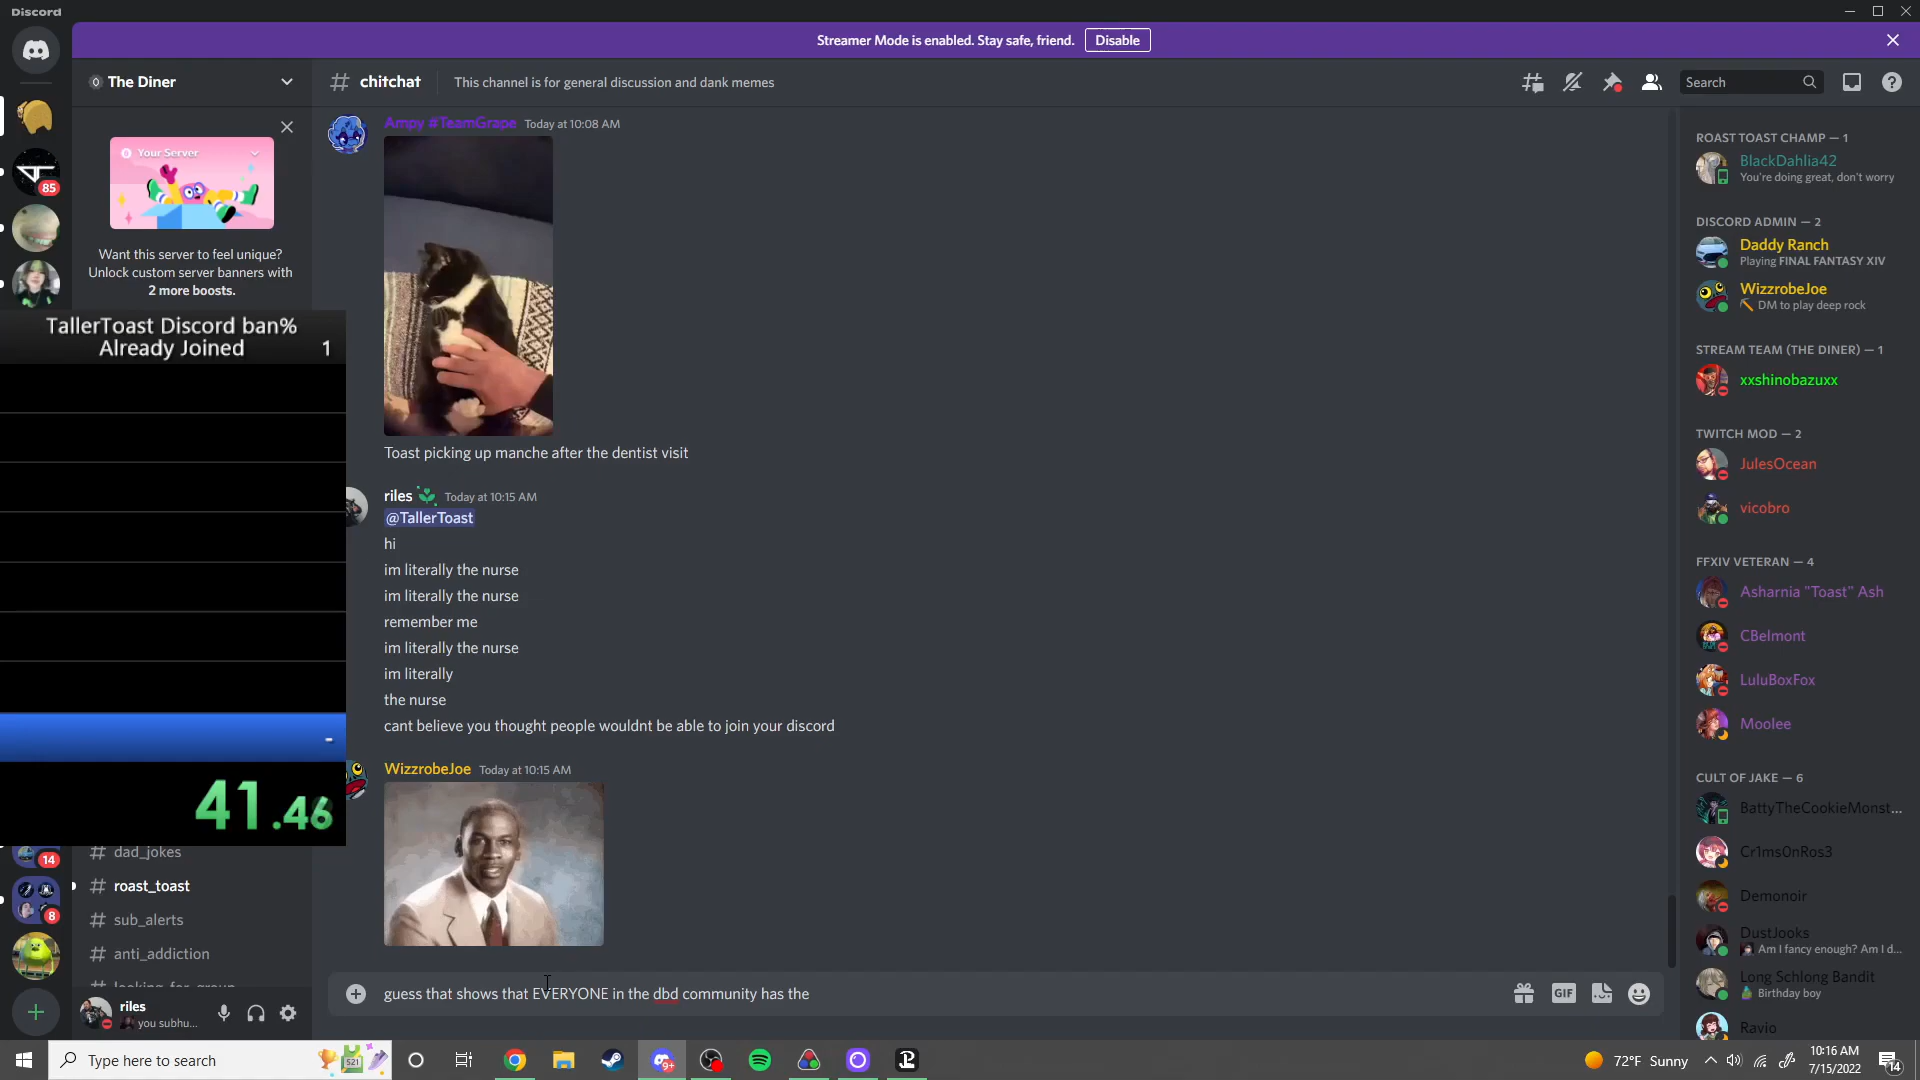 Discord
Streamer Mode is enabled. Stay safe, friend.
Disable
The Diner
chitchat
This channel is for general discussion and dank memes
Search
Your Server
Want this server to feel unique?
Unlock custom server banners with
2 more boosts.
85
TallerToast Discord ban%
Already Joined 1
-
41.46
14
8
dad_jokes
roast_toast
sub_alerts
anti_addiction
looking_for_group
riles
you subhu...
Ampy #TeamGrape Today at 10:08 AM
Toast picking up manche after the dentist visit
riles Today at 10:15 AM
@TallerToast
hi
im literally the nurse
im literally the nurse
remember me
im literally the nurse
im literally
the nurse
cant believe you thought people wouldnt be able to join your discord
WizzrobeJoe Today at 10:15 AM
guess that shows that EVERYONE in the dbd community has the
GIF
ROAST TOAST CHAMP — 1
BlackDahlia42
You're doing great, don't worry
DISCORD ADMIN — 2
Daddy Ranch
Playing FINAL FANTASY XIV
WizzrobeJoe
DM to play deep rock
STREAM TEAM (THE DINER) — 1
xxshinobazuxx
TWITCH MOD — 2
JulesOcean
vicobro
FFXIV VETERAN — 4
Asharnia "Toast" Ash
CBelmont
LuluBoxFox
Moolee
CULT OF JAKE — 6
BattyTheCookieMonst...
Cr1ms0nRos3
Demonoir
DustJooks
Am I fancy enough? Am I d...
Long Schlong Bandit
Birthday boy
Ravio
Type here to search
521
9+
72°F Sunny
10:16 AM
7/15/2022
14